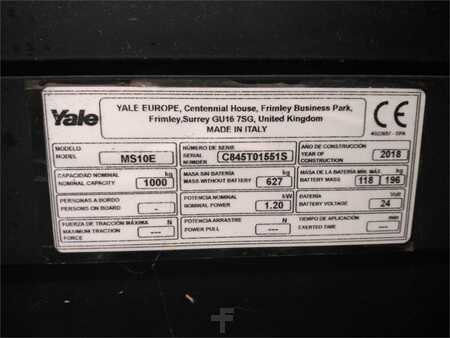 Yale
YALE EUROPE, Centennial House, Frimley Business Park,
Frimley,Surrey GU16 7SG, United Kingdom
MADE IN ITALY
CE
MODELO
MODEL
MS10E
NÚMERO DE SERIE
SERIAL NUMBER
C845T01551S
AÑO DE CONSTRUCCIÓN
YEAR OF CONSTRUCTION
2018
CAPACIDAD NOMINAL
NOMINAL CAPACITY
kg
1000
MASA SIN BATERÍA
MASS WITHOUT BATTERY
kg
627
MASA DE LA BATERÍA
BATTERY MASS
Min. kg Máx.
118 196
PERSONAS A BORDO
PERSONS ON BOARD
---
POTENCIA NOMINAL
NOMINAL POWER
kW
1.20
BATERÍA
BATTERY VOLTAGE
Volt
24
FUERZA DE TRACCIÓN MÁXIMA
MAXIMUM TRACTION FORCE
N
---
POTENCIA ARRASTRE
POWER PULL
N
---
TIEMPO DE APLICACIÓN
EXERTED TIME
min
---